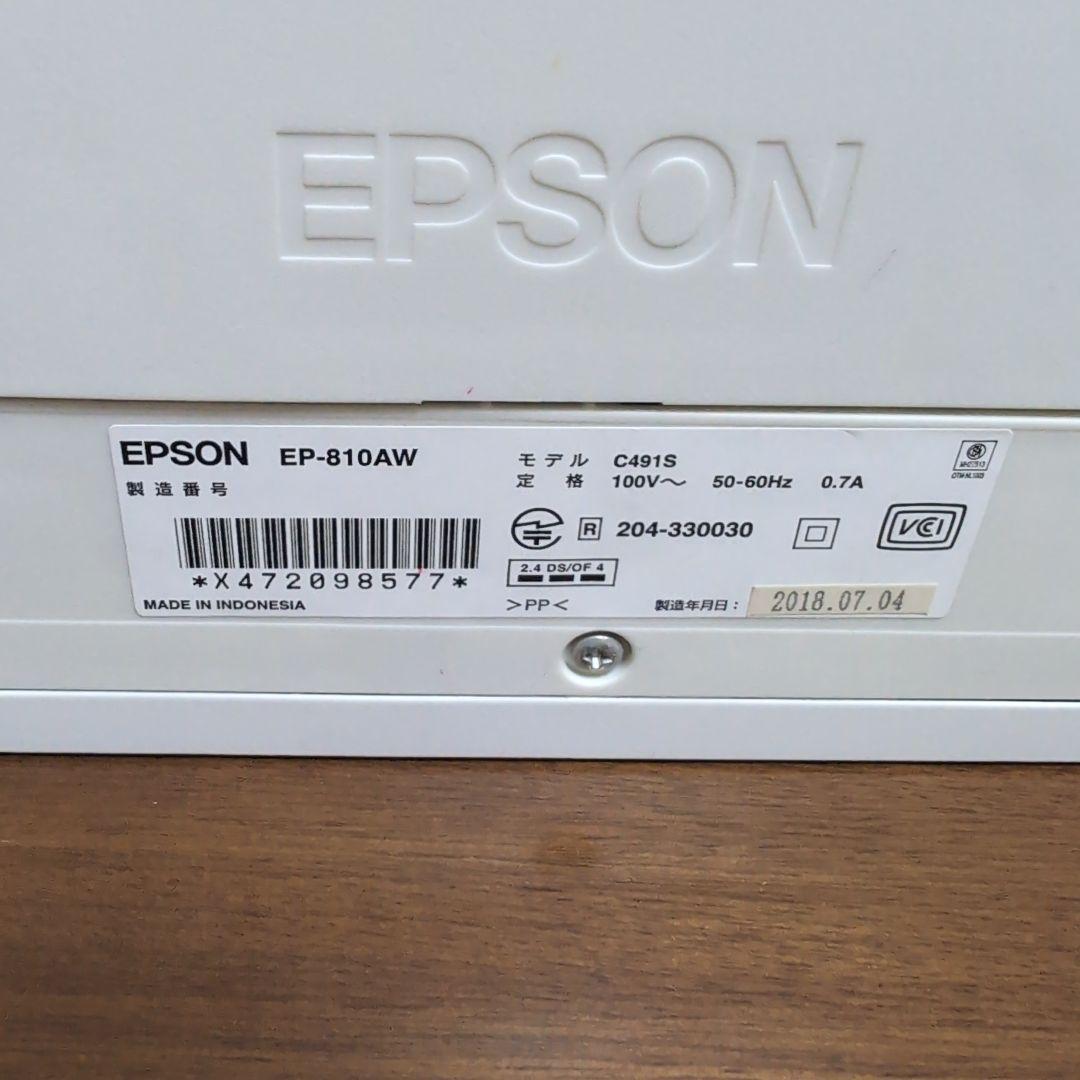 EPSON
EPSON EP-810AW
製造番号
*X472098577*
MADE IN INDONESIA
モデル C491S
定格 100V～ 50-60Hz 0.7A
R 204-330030
VCI
2.4 DS/OF 4
>PP<
製造年月日： 2018.07.04